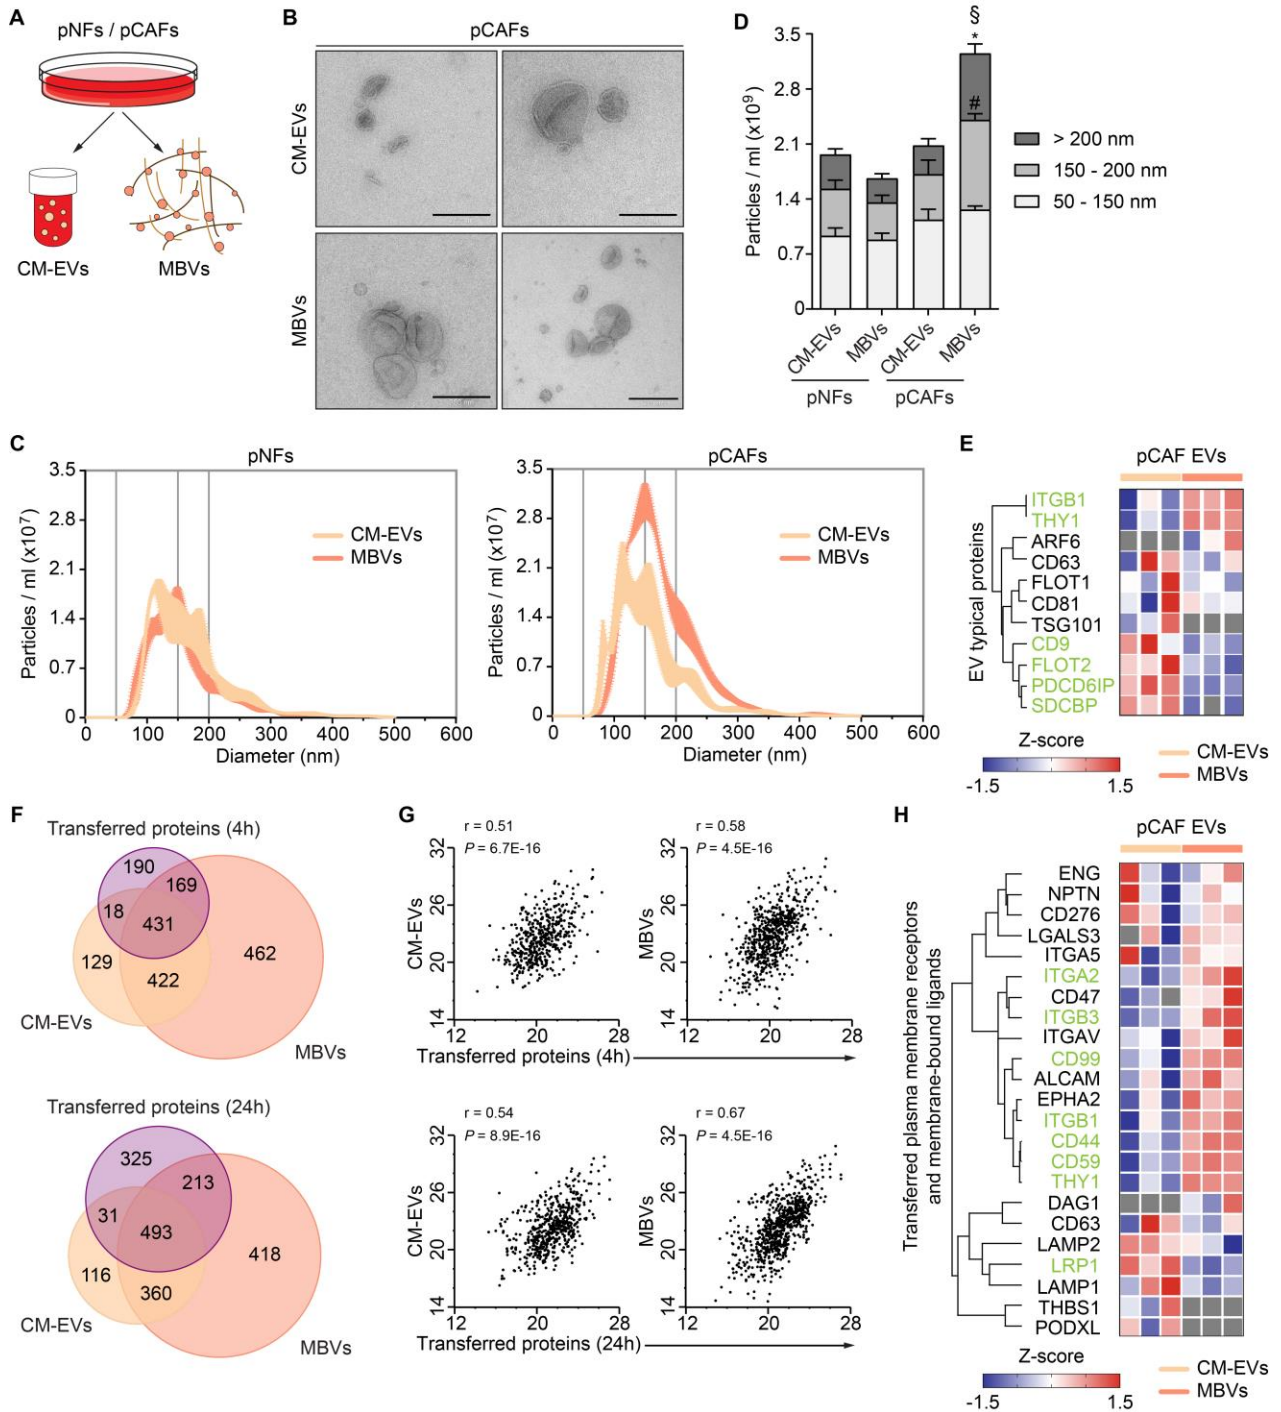 A
pNFs / pCAFs
CM-EVs
MBVs
B
pCAFs
CM-EVs
MBVs
D
§
*
#
Particles / ml (x10⁹)
3.5
2.8
2.1
1.4
0.7
0
> 200 nm
150 - 200 nm
50 - 150 nm
CM-EVs
MBVs
CM-EVs
MBVs
pNFs
pCAFs
C
pNFs
Particles / ml (x10⁷)
3.5
2.8
2.1
1.4
0.7
0
CM-EVs
MBVs
0 100 200 300 400 500 600
Diameter (nm)
pCAFs
Particles / ml (x10⁷)
3.5
2.8
2.1
1.4
0.7
0
CM-EVs
MBVs
0 100 200 300 400 500 600
Diameter (nm)
E
pCAF EVs
EV typical proteins
ITGB1
THY1
ARF6
CD63
FLOT1
CD81
TSG101
CD9
FLOT2
PDCD6IP
SDCBP
Z-score
-1.5 1.5
CM-EVs
MBVs
F
Transferred proteins (4h)
190
169
18
431
462
129
422
CM-EVs
MBVs
Transferred proteins (24h)
325
213
31
493
418
116
360
CM-EVs
MBVs
G
r = 0.51
P = 6.7E-16
CM-EVs
32
26
20
14
12 20 28
r = 0.58
P = 4.5E-16
MBVs
32
26
20
14
12 20 28
Transferred proteins (4h)
r = 0.54
P = 8.9E-16
CM-EVs
32
26
20
14
12 20 28
r = 0.67
P = 4.5E-16
MBVs
32
26
20
14
12 20 28
Transferred proteins (24h)
H
pCAF EVs
Transferred plasma membrane receptors
and membrane-bound ligands
ENG
NPTN
CD276
LGALS3
ITGA5
ITGA2
CD47
ITGB3
ITGAV
CD99
ALCAM
EPHA2
ITGB1
CD44
CD59
THY1
DAG1
CD63
LAMP2
LRP1
LAMP1
THBS1
PODXL
Z-score
-1.5 1.5
CM-EVs
MBVs